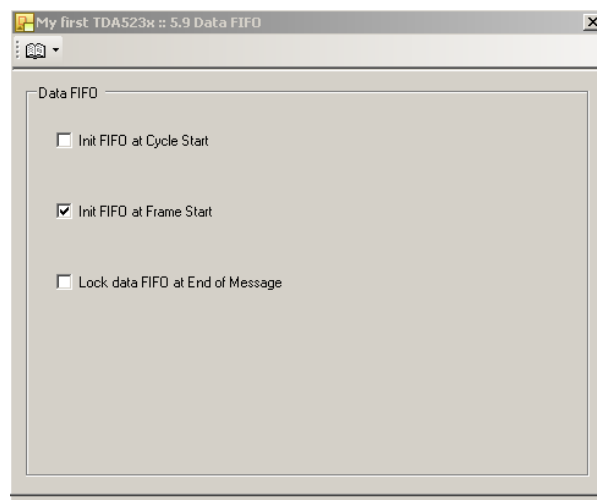 My first TDA523x :: 5.9 Data FIFO
Data FIFO
Init FIFO at Cycle Start
Init FIFO at Frame Start
Lock data FIFO at End of Message